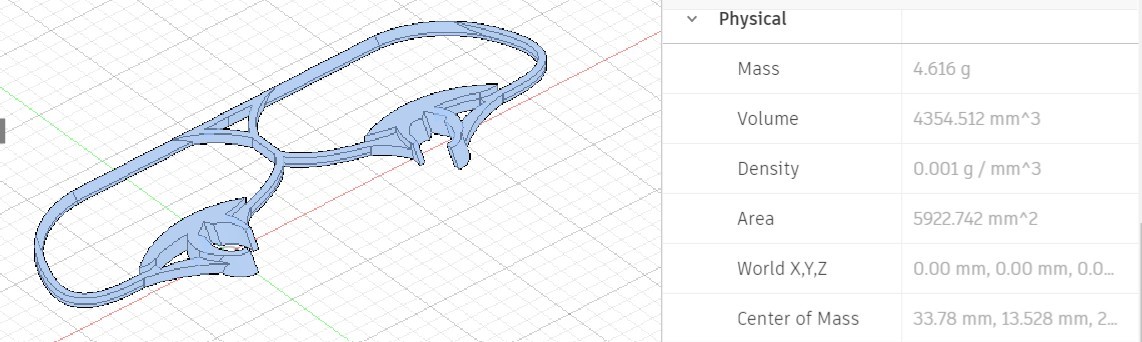 Physical
Mass 4.616 g
Volume 4354.512 mm^3
Density 0.001 g / mm^3
Area 5922.742 mm^2
World X,Y,Z 0.00 mm, 0.00 mm, 0.0...
Center of Mass 33.78 mm, 13.528 mm, 2...